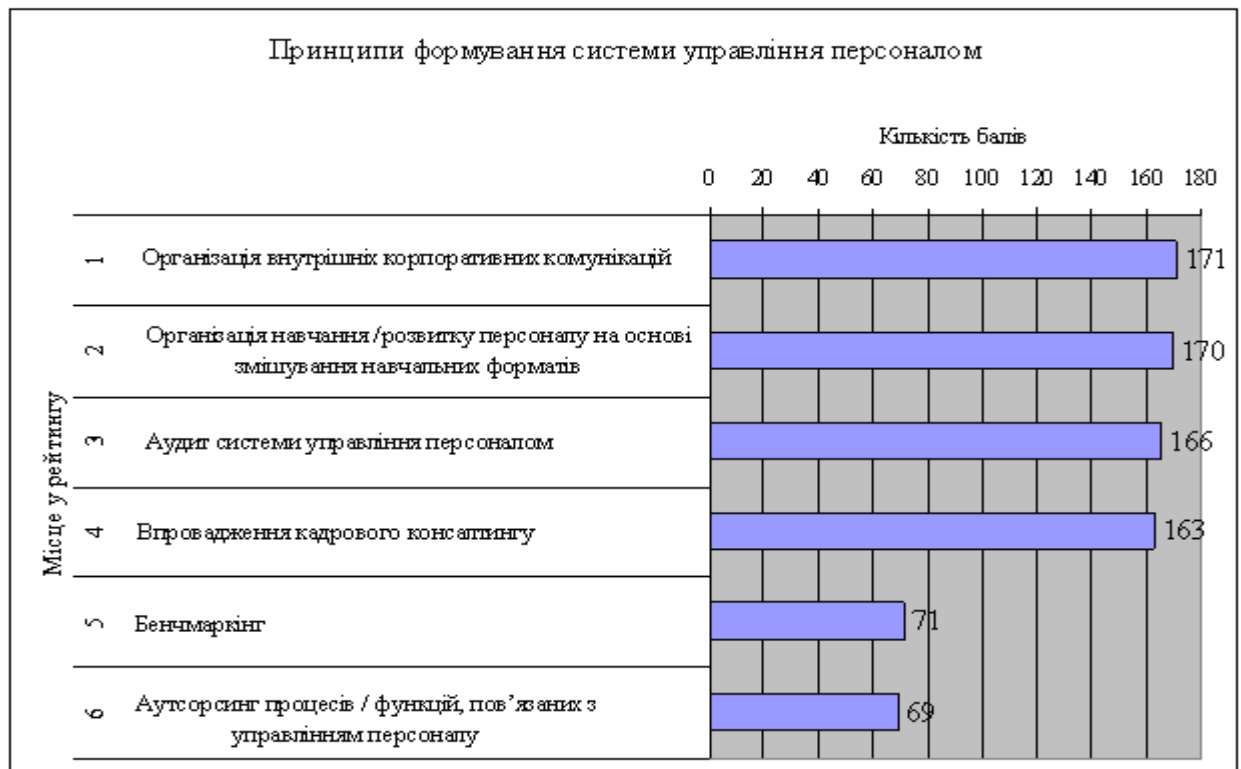 Принципи формування системи управління персоналом
Кількість балів
0 20 40 60 80 100 120 140 160 180
Місце у рейтингу
1 Організація внутрішніх корпоративних комунікацій 171
2 Організація навчання /розвитку персоналу на основі
змішування навчальних форматів 170
3 Аудит системи управління персоналом 166
4 Впровадження кадрового консалтингу 163
5 Бенчмаркінг 71
6 Аутсорсинг процесів / функцій, пов’язаних з
управлінням персоналу 69